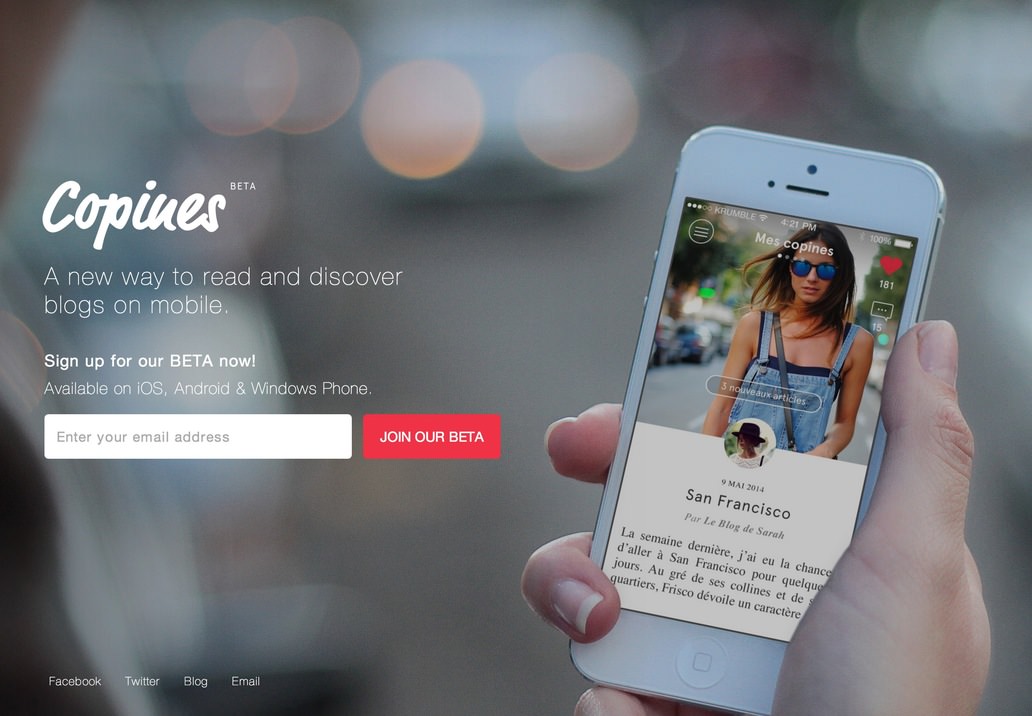 Copines BETA
A new way to read and discover
blogs on mobile.
Sign up for our BETA now!
Available on iOS, Android & Windows Phone.
Enter your email address
JOIN OUR BETA
Facebook Twitter Blog Email
KRUMBLE 4:21 PM 100%
Mes copines
181
15
3 nouveaux articles
9 MAI 2014
San Francisco
Par Le Blog de Sarah
La semaine dernière, j'ai eu la chance
d'aller à San Francisco pour quelque
jours. Au gré de ses collines et de
quartiers, Frisco dévoile un caractère